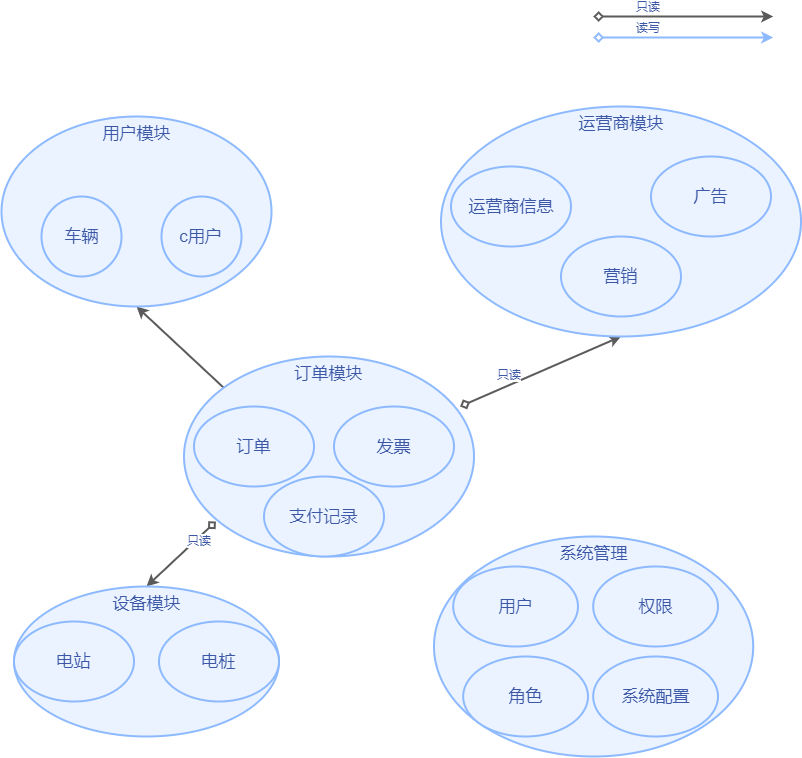 只读
读写
用户模块
车辆
c用户
运营商模块
运营商信息
广告
营销
只读
订单模块
订单
发票
支付记录
只读
设备模块
电站
电桩
系统管理
用户
权限
角色
系统配置